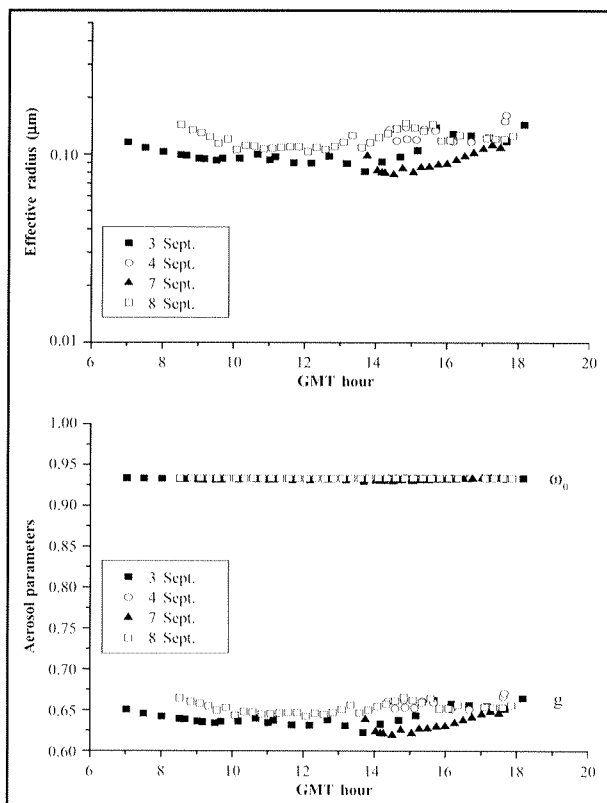 Effective radius (µm)
0.10
0.01
3 Sept.
4 Sept.
7 Sept.
8 Sept.
6 8 10 12 14 16 18 20
GMT hour
Aerosol parameters
1.00
0.95
0.90
0.85
0.80
0.75
0.70
0.65
0.60
ω₀
3 Sept.
4 Sept.
7 Sept.
8 Sept.
g
6 8 10 12 14 16 18 20
GMT hour